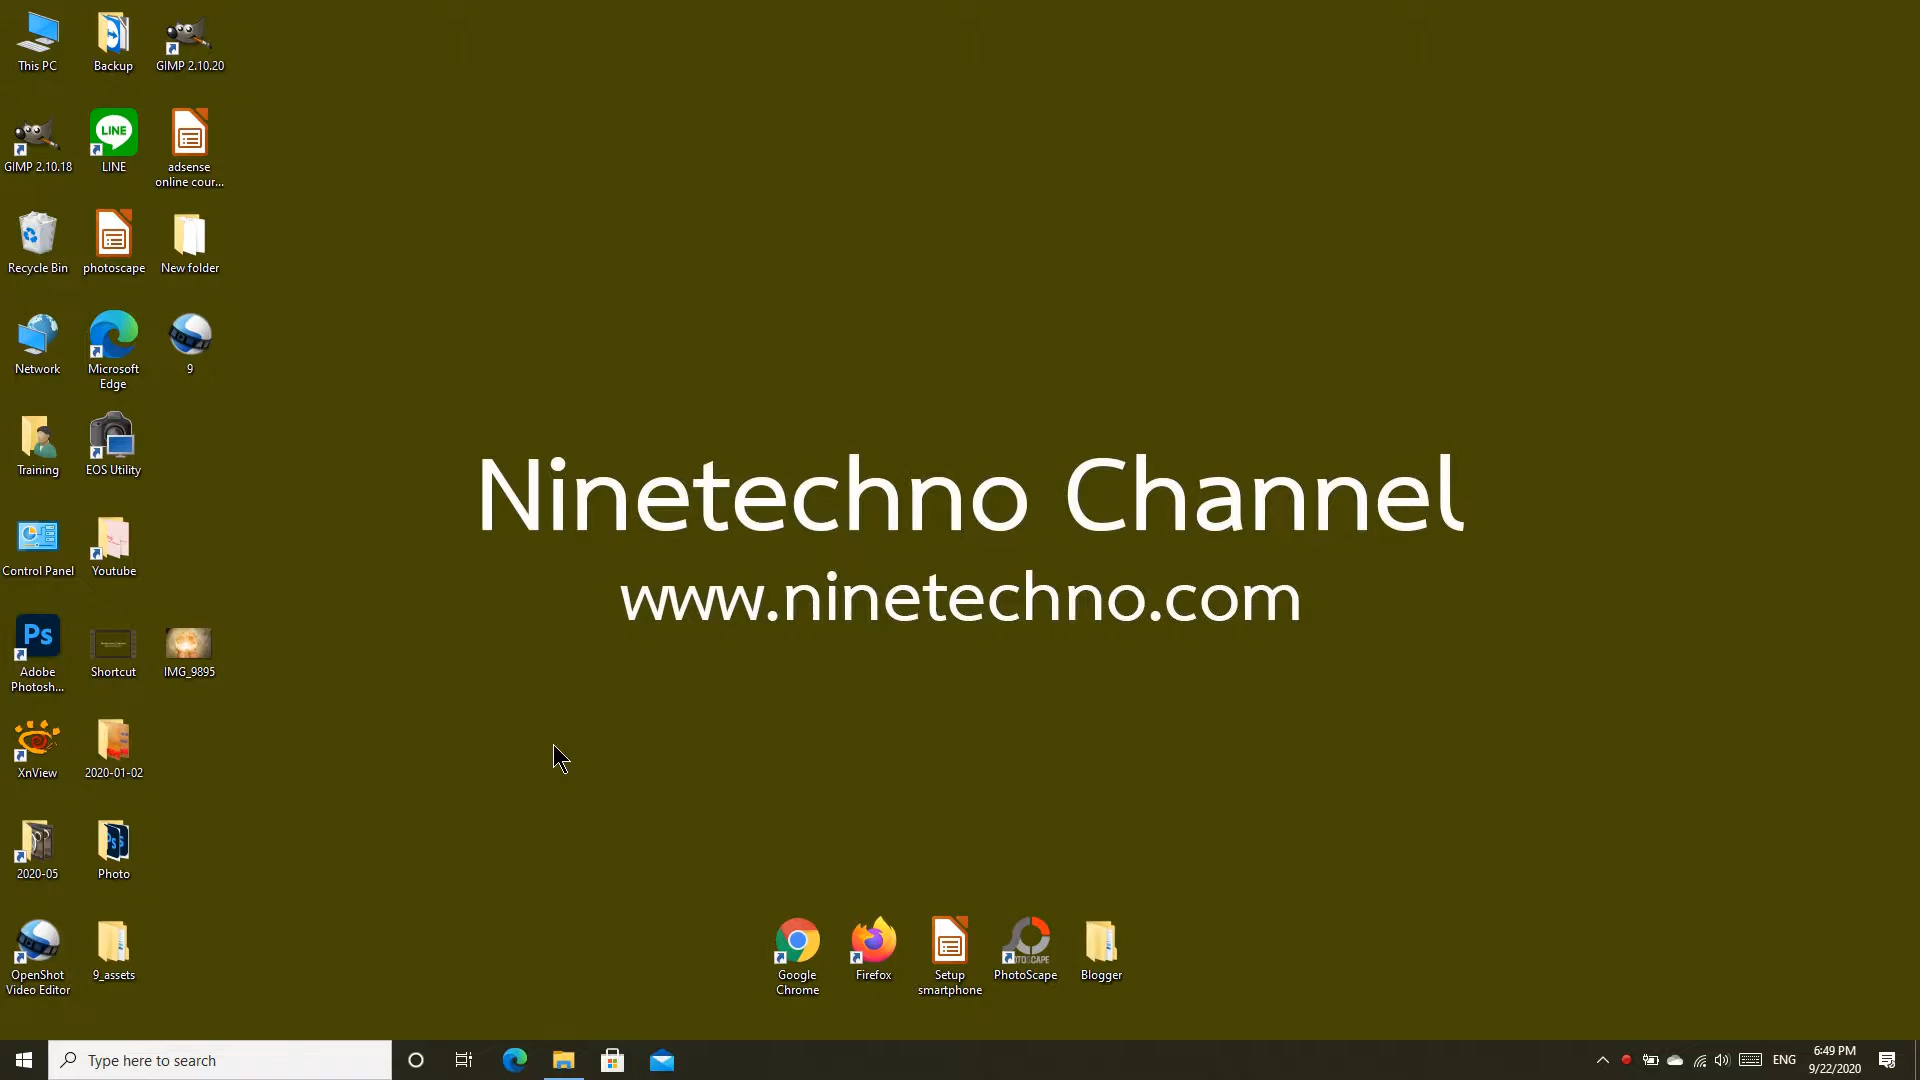 This PC
Backup
GIMP 2.10.20
GIMP 2.10.18
LINE
LINE
adsense
online cour...
Recycle Bin
photoscape
New folder
Network
Microsoft
Edge
9
Training
EOS Utility
Control Panel
Youtube
Ninetechno Channel
www.ninetechno.com
Ps
Adobe
Photosh...
Shortcut
IMG_9895
XnView
2020-01-02
2020-05
Photo
OpenShot
Video Editor
9_assets
Google
Chrome
Firefox
Setup
smartphone
PhotoScape
Blogger
Type here to search
ENG
6:49 PM
9/22/2020